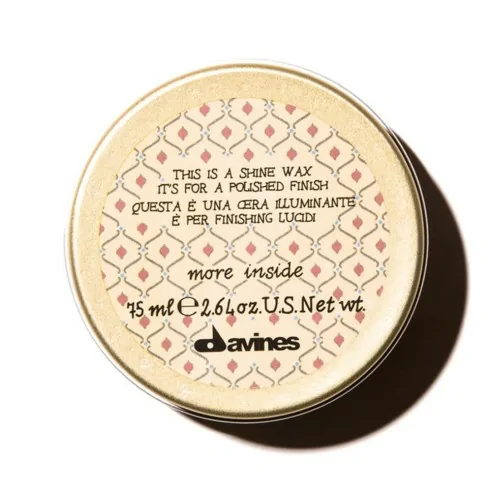 THIS IS A SHINE WAX
IT'S FOR A POLISHED FINISH
QUESTA È UNA CERA ILLUMINANTE
È PER FINISHING LUCIDI
more inside
75 ml ℮ 2.64 oz.U.S.Net wt.
davines